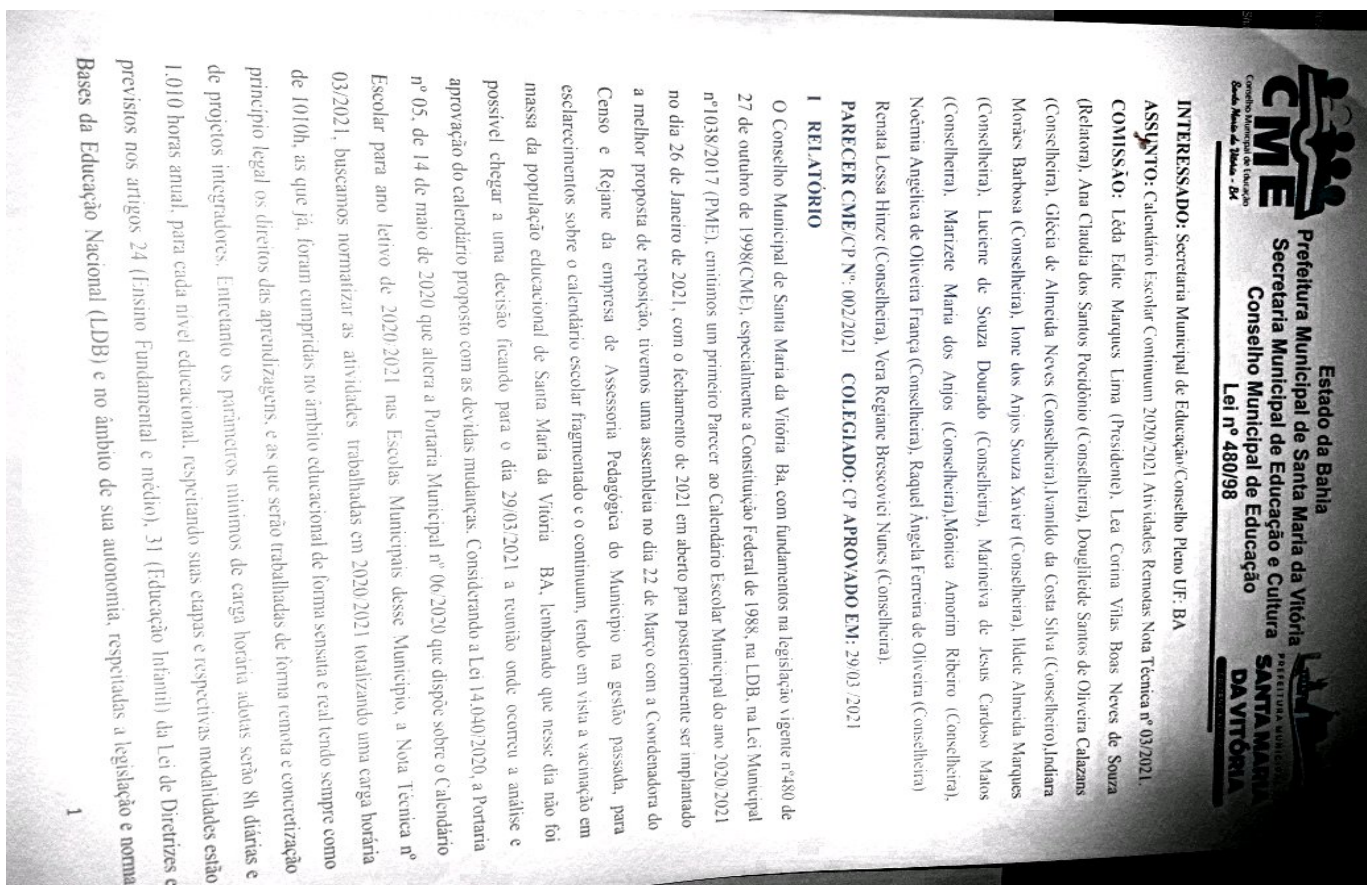 Estado da Bahia
Prefeitura Municipal de Santa Maria da Vitória
Secretaria Municipal de Educação e Cultura
Conselho Municipal de Educação
Lei nº 480/98
CME
Conselho Municipal de Educação
Santa Maria da Vitória - BA
PREFEITURA MUNICIPAL
SANTA MARIA
DA VITÓRIA
INTERESSADO: Secretaria Municipal de Educação/Conselho Pleno UF: BA
ASSUNTO: Calendário Escolar Continuum 2020/2021 Atividades Remotas Nota Técnica nº 03/2021.
COMISSÃO: Lêda Edite Marques Lima (Presidente), Lea Corina Vilas Boas Neves de Souza
(Relatora), Ana Claudia dos Santos Pocidônio (Conselheira), Douglileide Santos de Oliveira Calazans
(Conselheira), Glécia de Almeida Neves (Conselheira),Ivanildo da Costa Silva (Conselheiro),Indiara
Moraes Barbosa (Conselheira), Ione dos Anjos Souza Xavier (Conselheira), Ildete Almeida Marques
(Conselheira), Luciene de Souza Dourado (Conselheira), Marineiva de Jesus Cardoso Matos
(Conselheira), Marizete Maria dos Anjos (Conselheira),Mônica Amorim Ribeiro (Conselheira),
Noêmia Angélica de Oliveira França (Conselheira), Raquel Ângela Ferreira de Oliveira (Conselheira)
Renata Lessa Hinze (Conselheira), Vera Regiane Brescovici Nunes (Conselheira).
PARECER CME/CP Nº: 002/2021 COLEGIADO: CP APROVADO EM: 29/03 /2021
I RELATÓRIO
O Conselho Municipal de Santa Maria da Vitória Ba, com fundamentos na legislação vigente nº480 de
27 de outubro de 1998(CME), especialmente a Constituição Federal de 1988, na LDB, na Lei Municipal
nº1038/2017 (PME), emitimos um primeiro Parecer ao Calendário Escolar Municipal do ano 2020/2021
no dia 26 de Janeiro de 2021, com o fechamento de 2021 em aberto para posteriormente ser implantado
a melhor proposta de reposição, tivemos uma assembleia no dia 22 de Março com a Coordenadora do
Censo e Rejane da empresa de Assessoria Pedagógica do Município na gestão passada, para
esclarecimentos sobre o calendário escolar fragmentado e o continuum, tendo em vista a vacinação em
massa da população educacional de Santa Maria da Vitória BA, lembrando que nesse dia não foi
possível chegar a uma decisão ficando para o dia 29/03/2021 a reunião onde ocorreu a análise e
aprovação do calendário proposto com as devidas mudanças. Considerando a Lei 14.040/2020, a Portaria
nº 05, de 14 de maio de 2020 que altera a Portaria Municipal nº 06/2020 que dispõe sobre o Calendário
Escolar para ano letivo de 2020/2021 nas Escolas Municipais desse Município, a Nota Técnica nº
03/2021, buscamos normatizar as atividades trabalhadas em 2020/2021 totalizando uma carga horária
de 1010h, as que já, foram cumpridas no âmbito educacional de forma sensata e real tendo sempre como
princípio legal os direitos das aprendizagens, e as que serão trabalhadas de forma remota e concretização
de projetos integradores. Entretanto os parâmetros mínimos de carga horária adotas serão 8h diárias e
1.010 horas anual, para cada nível educacional, respeitando suas etapas e respectivas modalidades estão
previstos nos artigos 24 (Ensino Fundamental e médio), 31 (Educação Infantil) da Lei de Diretrizes e
Bases da Educação Nacional (LDB) e no âmbito de sua autonomia, respeitadas a legislação e norma
1